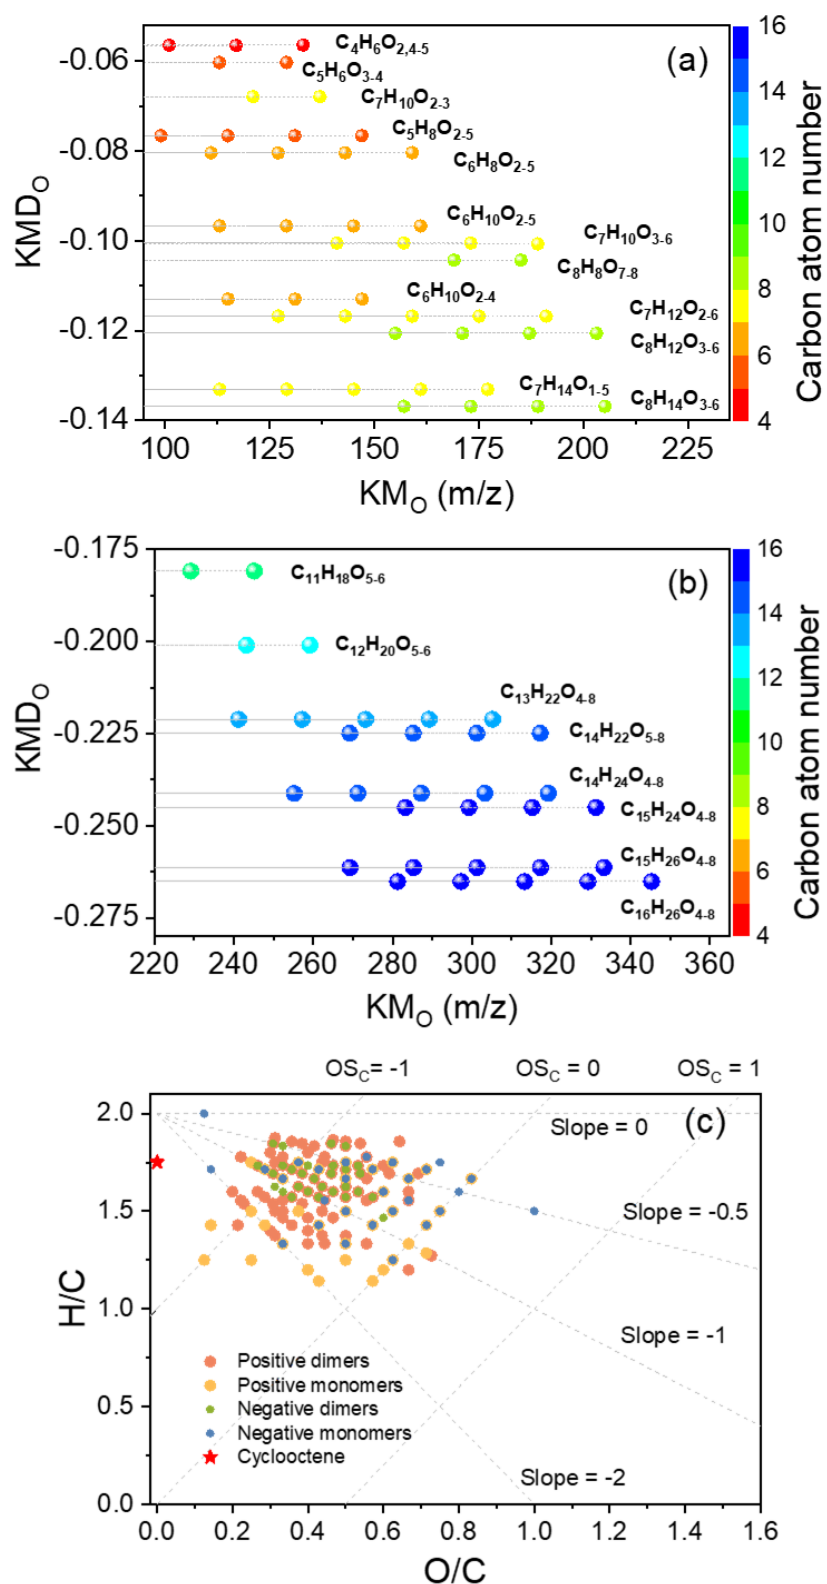 (a)
C₄H₆O₂,₄₋₅
C₅H₆O₃₋₄
C₇H₁₀O₂₋₃
C₅H₈O₂₋₅
C₆H₈O₂₋₅
C₆H₁₀O₂₋₅
C₇H₁₀O₃₋₆
C₈H₈O₇₋₈
C₆H₁₀O₂₋₄
C₇H₁₂O₂₋₆
C₈H₁₂O₃₋₆
C₇H₁₄O₁₋₅
C₈H₁₄O₃₋₆
-0.06
-0.08
-0.10
-0.12
-0.14
KMD_O
100 125 150 175 200 225
KM_O (m/z)
16
14
12
10
8
6
4
Carbon atom number
(b)
C₁₁H₁₈O₅₋₆
C₁₂H₂₀O₅₋₆
C₁₃H₂₂O₄₋₈
C₁₄H₂₂O₅₋₈
C₁₄H₂₄O₄₋₈
C₁₅H₂₄O₄₋₈
C₁₅H₂₆O₄₋₈
C₁₆H₂₆O₄₋₈
-0.175
-0.200
-0.225
-0.250
-0.275
KMD_O
220 240 260 280 300 320 340 360
KM_O (m/z)
16
14
12
10
8
6
4
Carbon atom number
OS_C= -1 OS_C = 0 OS_C = 1
(c)
Slope = 0
Slope = -0.5
Slope = -1
Slope = -2
Positive dimers
Positive monomers
Negative dimers
Negative monomers
Cyclooctene
2.0
1.5
1.0
0.5
0.0
H/C
0.0 0.2 0.4 0.6 0.8 1.0 1.2 1.4 1.6
O/C